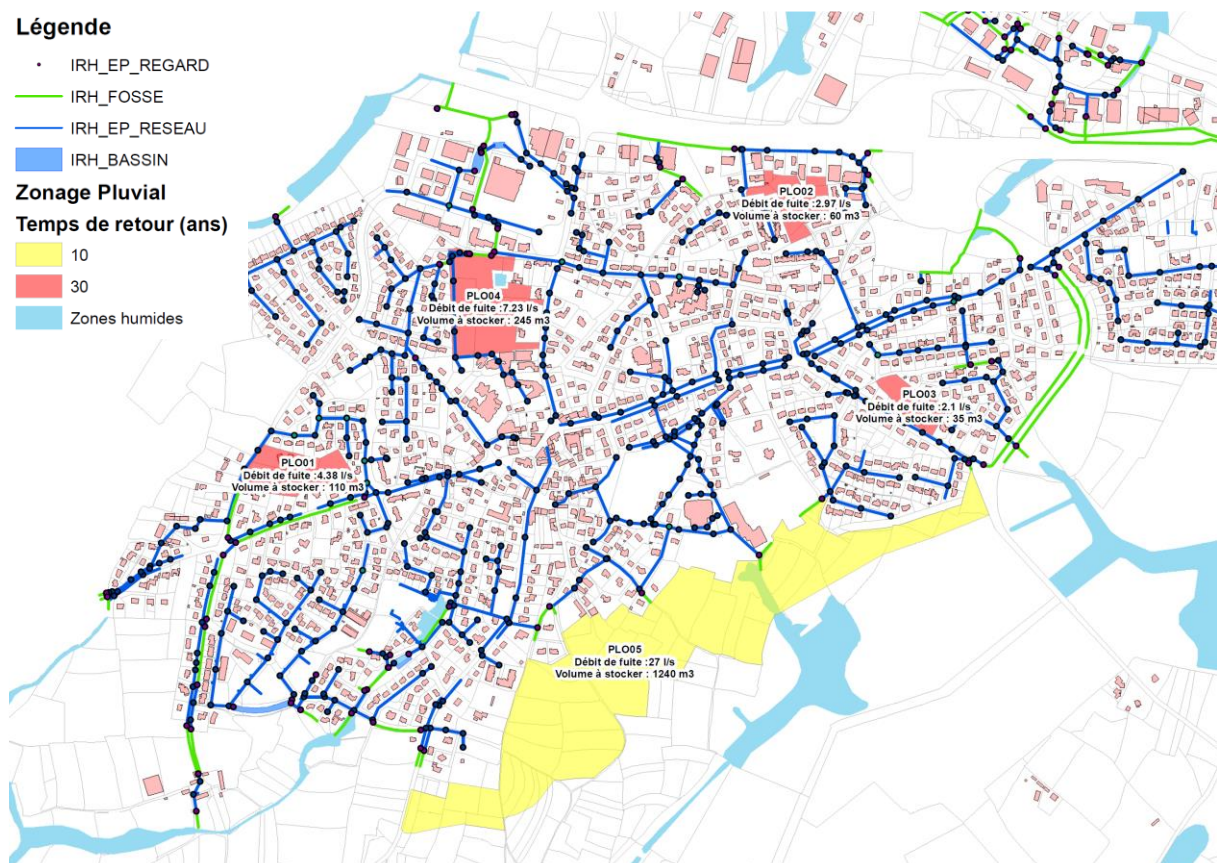 Légende
IRH_EP_REGARD
IRH_FOSSE
IRH_EP_RESEAU
IRH_BASSIN
Zonage Pluvial
Temps de retour (ans)
10
30
Zones humides
PLO02
Débit de fuite :2.97 l/s
Volume à stocker : 60 m3
PLO04
Débit de fuite :7.23 l/s
Volume à stocker : 245 m3
PLO03
Débit de fuite :2.1 l/s
Volume à stocker : 35 m3
PLO01
Débit de fuite :4.38 l/s
Volume à stocker : 110 m3
PLO05
Débit de fuite :27 l/s
Volume à stocker : 1240 m3